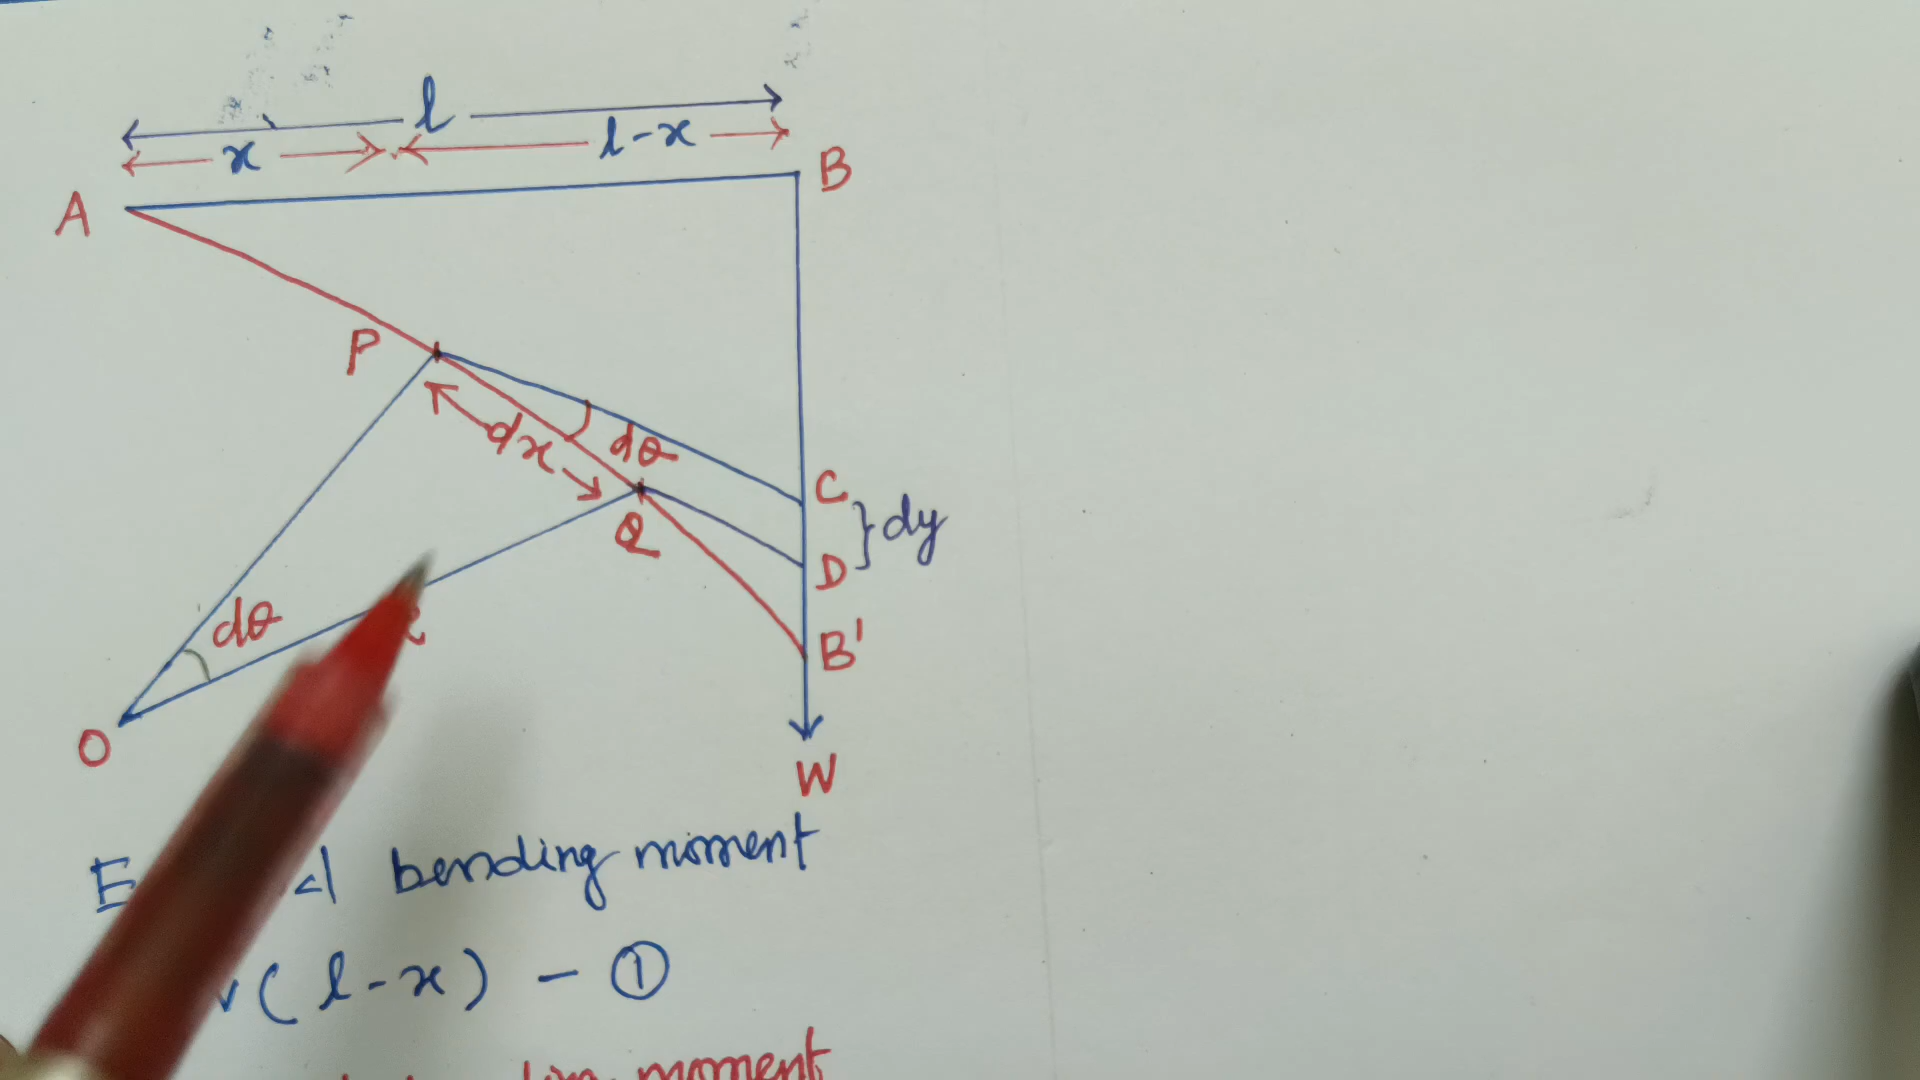 l
x l-x
A B
P
dx dθ
C
} dy
Q
D
dθ
B'
O
W
bending moment
(l-x) - ①
moment